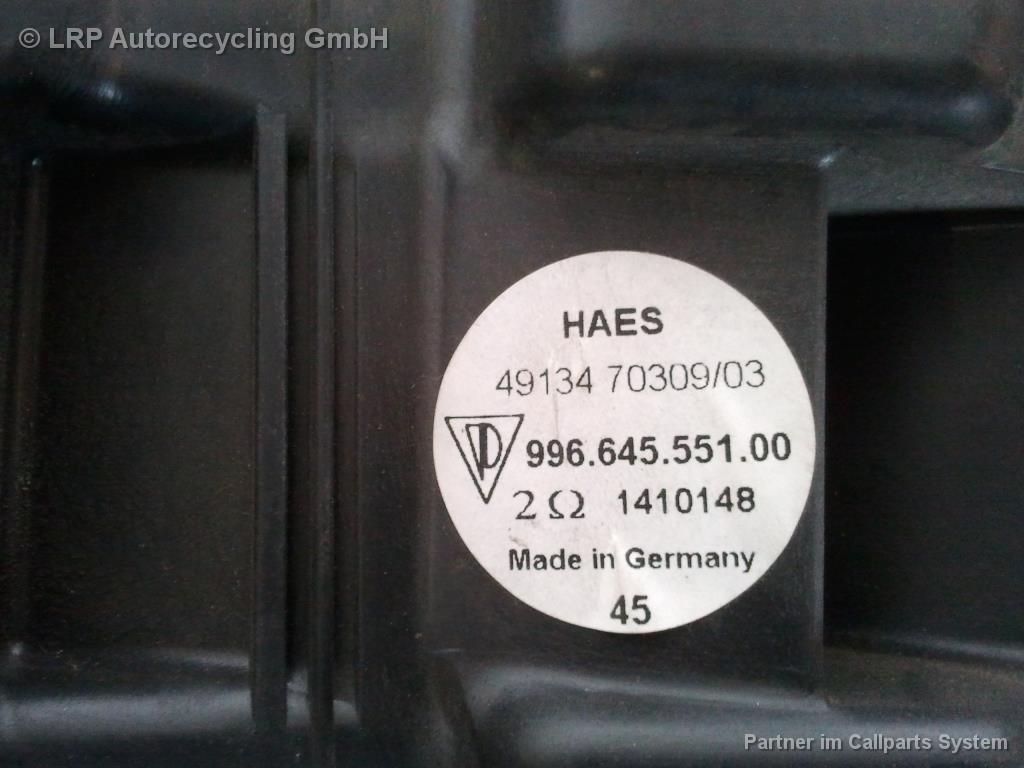 © LRP Autorecycling GmbH
HAES
49134 70309/03
996.645.551.00
2 Ω 1410148
Made in Germany
45
Partner im Callparts System